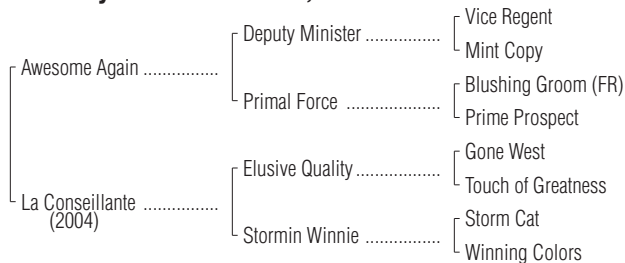 Vice Regent
Deputy Minister ................
Mint Copy
Awesome Again ................
Blushing Groom (FR)
Primal Force ....................
Prime Prospect
Gone West
Elusive Quality ..................
Touch of Greatness
La Conseillante ................
(2004)
Storm Cat
Stormin Winnie ................
Winning Colors